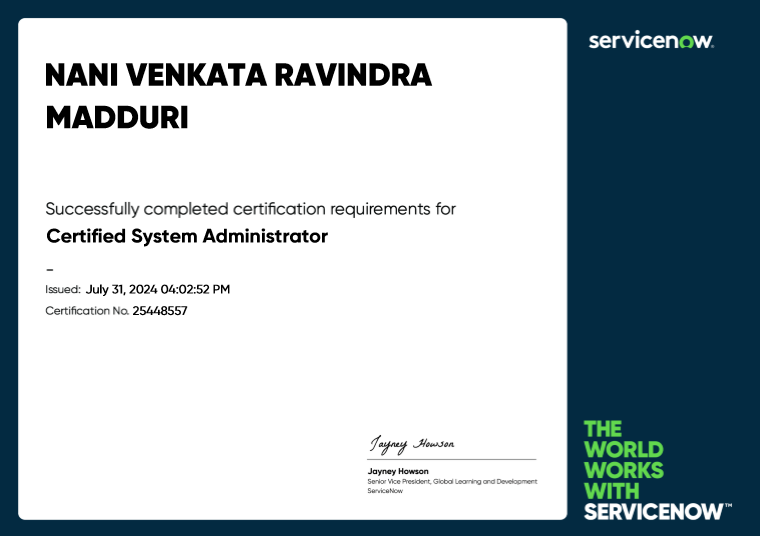 servicenow.
NANI VENKATA RAVINDRA
MADDURI
Successfully completed certification requirements for
Certified System Administrator
–
Issued: July 31, 2024 04:02:52 PM
Certification No. 25448557
Jayney Howson
Jayney Howson
Senior Vice President, Global Learning and Development
ServiceNow
THE
WORLD
WORKS
WITH
SERVICENOW™